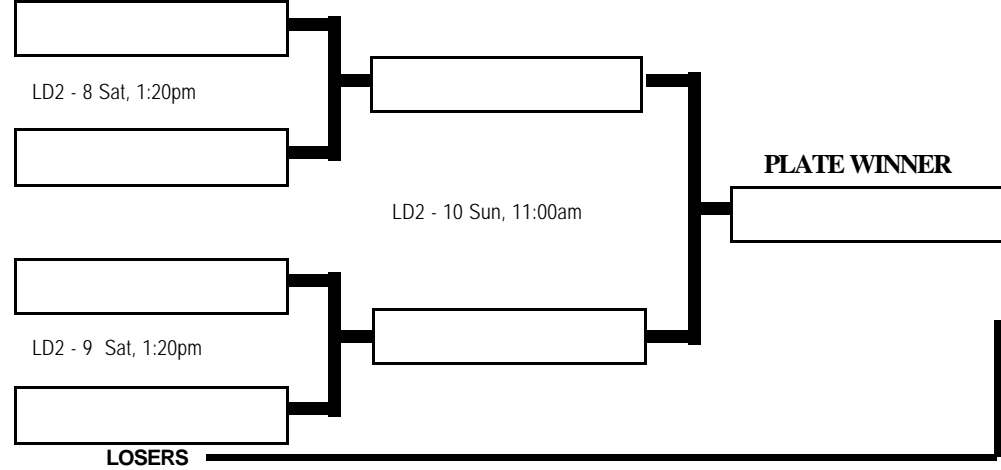 LD2 - 8 Sat, 1:20pm
PLATE WINNER
LD2 - 10 Sun, 11:00am
LD2 - 9  Sat, 1:20pm
LOSERS